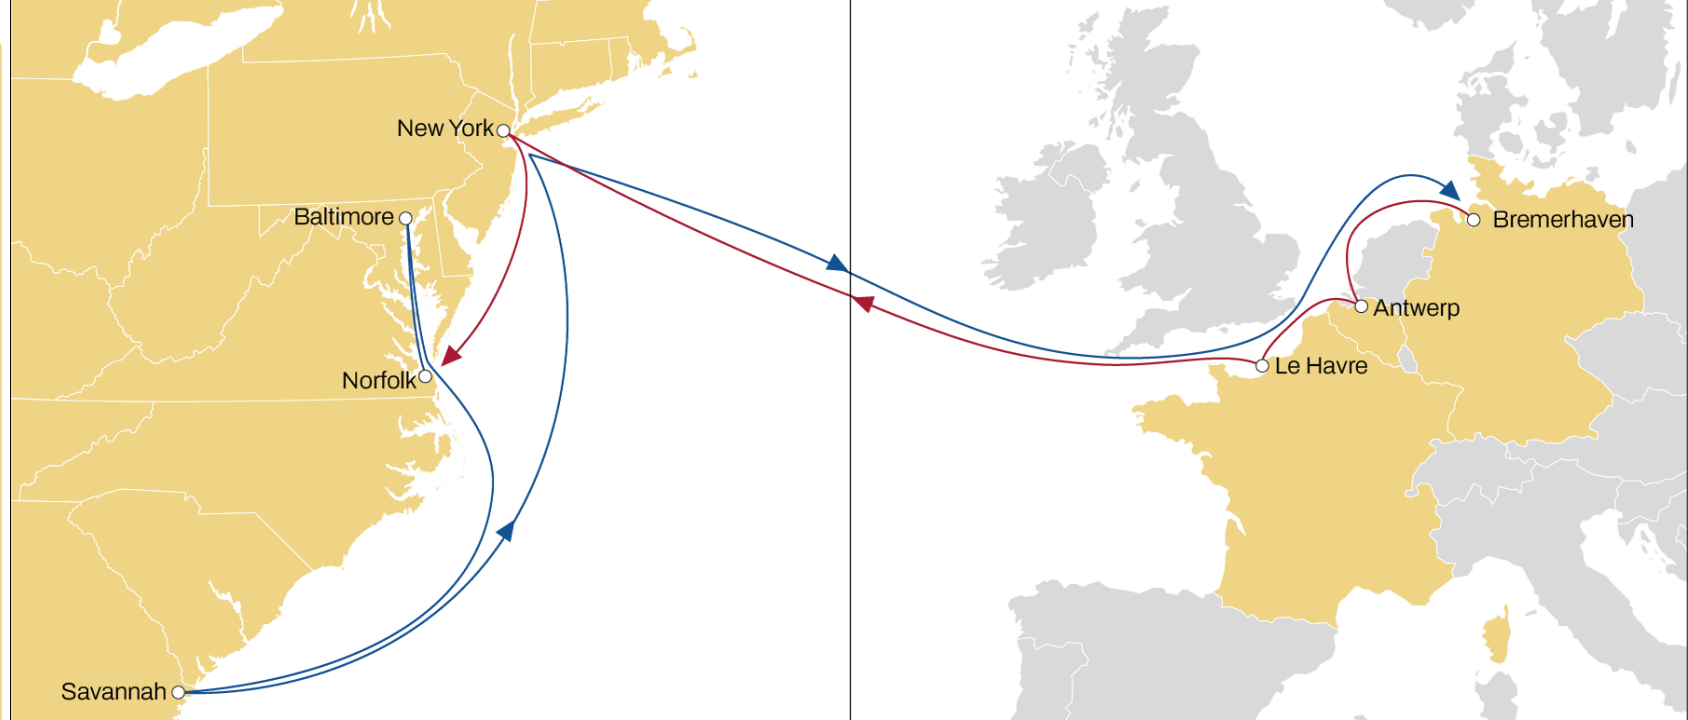 New York
Baltimore
Norfolk
Savannah
Bremerhaven
Antwerp
Le Havre